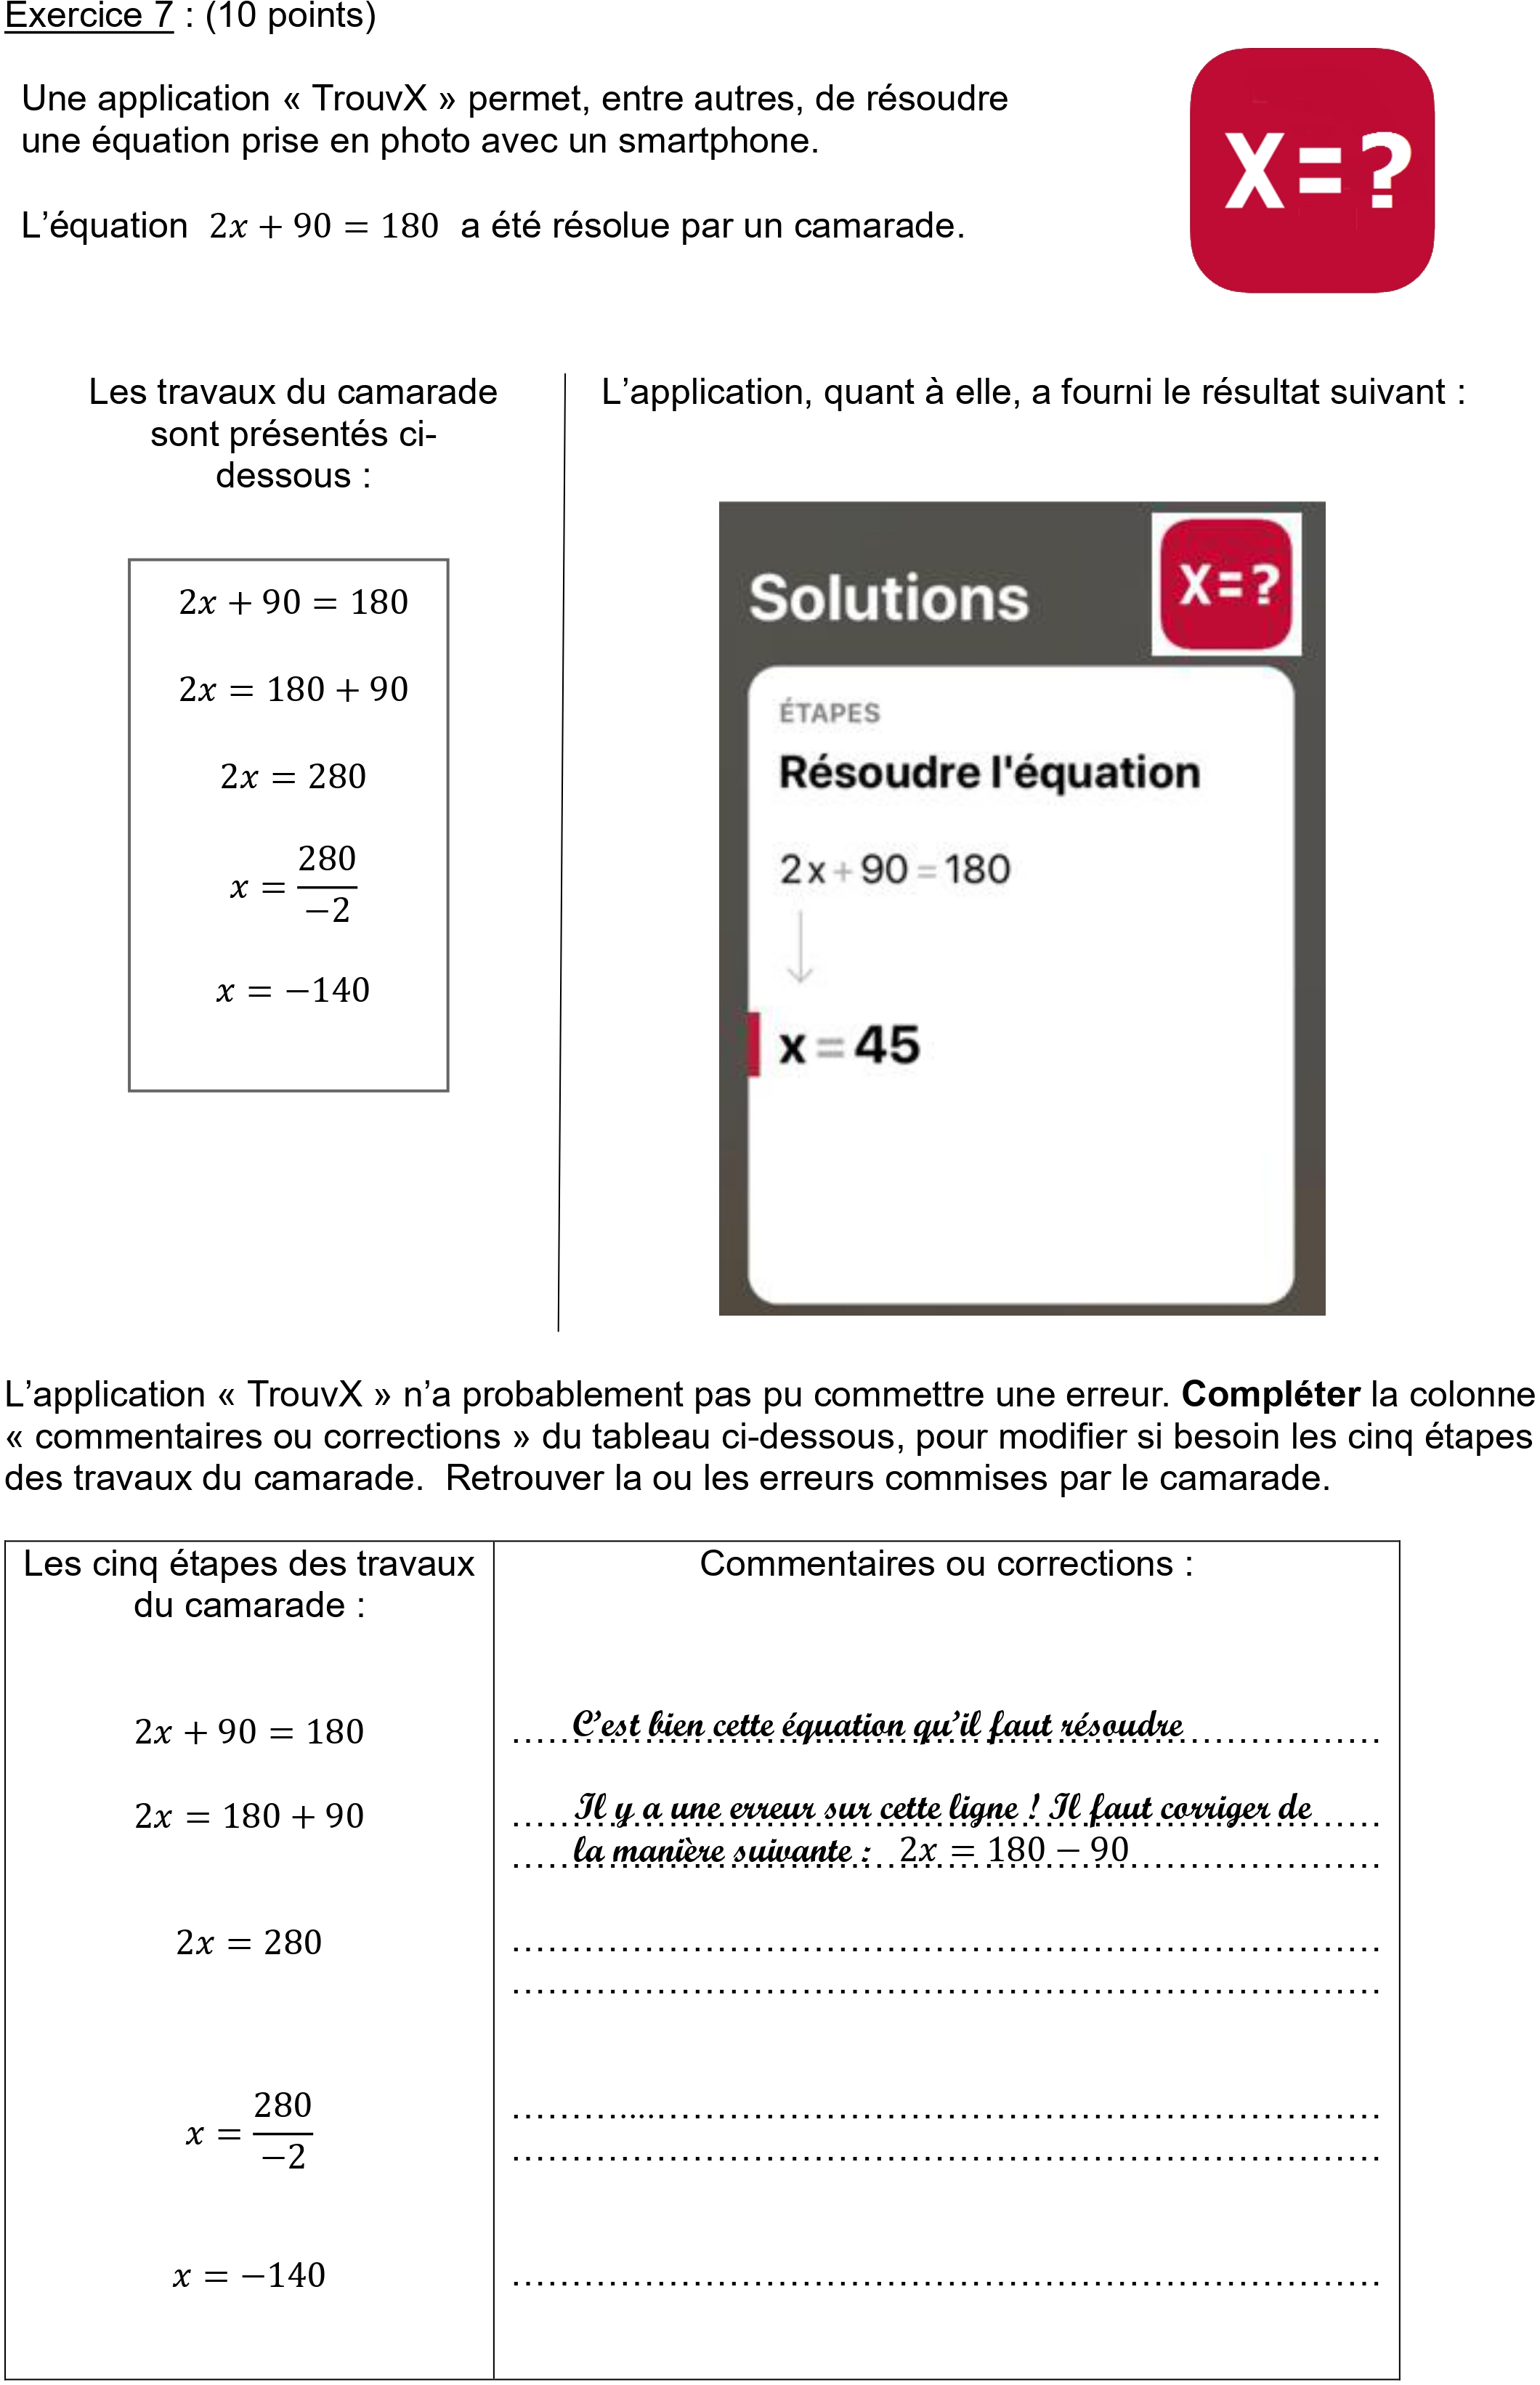 Exercice 7 : (10 points)
Une application « TrouvX » permet, entre autres, de résoudre
une équation prise en photo avec un smartphone.
X=?
L’équation 2x + 90 = 180 a été résolue par un camarade.
Les travaux du camarade
sont présentés ci-
dessous :
2x + 90 = 180
2x = 180 + 90
2x = 280
x = 280/−2
x = −140
L’application, quant à elle, a fourni le résultat suivant :
Solutions
X=?
ÉTAPES
Résoudre l'équation
2x + 90 = 180
x = 45
L’application « TrouvX » n’a probablement pas pu commettre une erreur. Compléter la colonne
« commentaires ou corrections » du tableau ci-dessous, pour modifier si besoin les cinq étapes
des travaux du camarade. Retrouver la ou les erreurs commises par le camarade.
Les cinq étapes des travaux
du camarade :
Commentaires ou corrections :
2x + 90 = 180
C’est bien cette équation qu’il faut résoudre
2x = 180 + 90
Il y a une erreur sur cette ligne ! Il faut corriger de
la manière suivante : 2x = 180 − 90
2x = 280
x = 280/−2
x = −140